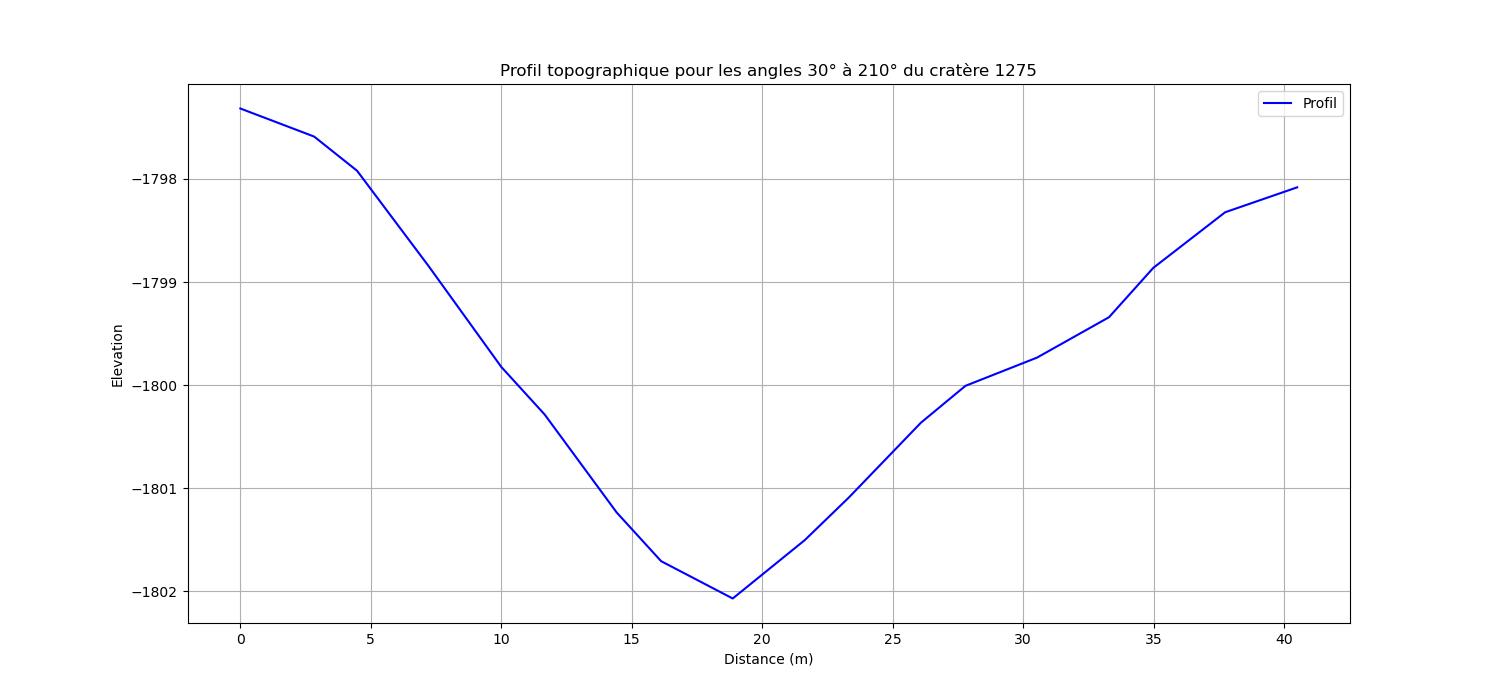 Profil topographique pour les angles 30° à 210° du cratère 1275
Profil
Elevation
−1798
−1799
−1800
−1801
−1802
0 5 10 15 20 25 30 35 40
Distance (m)